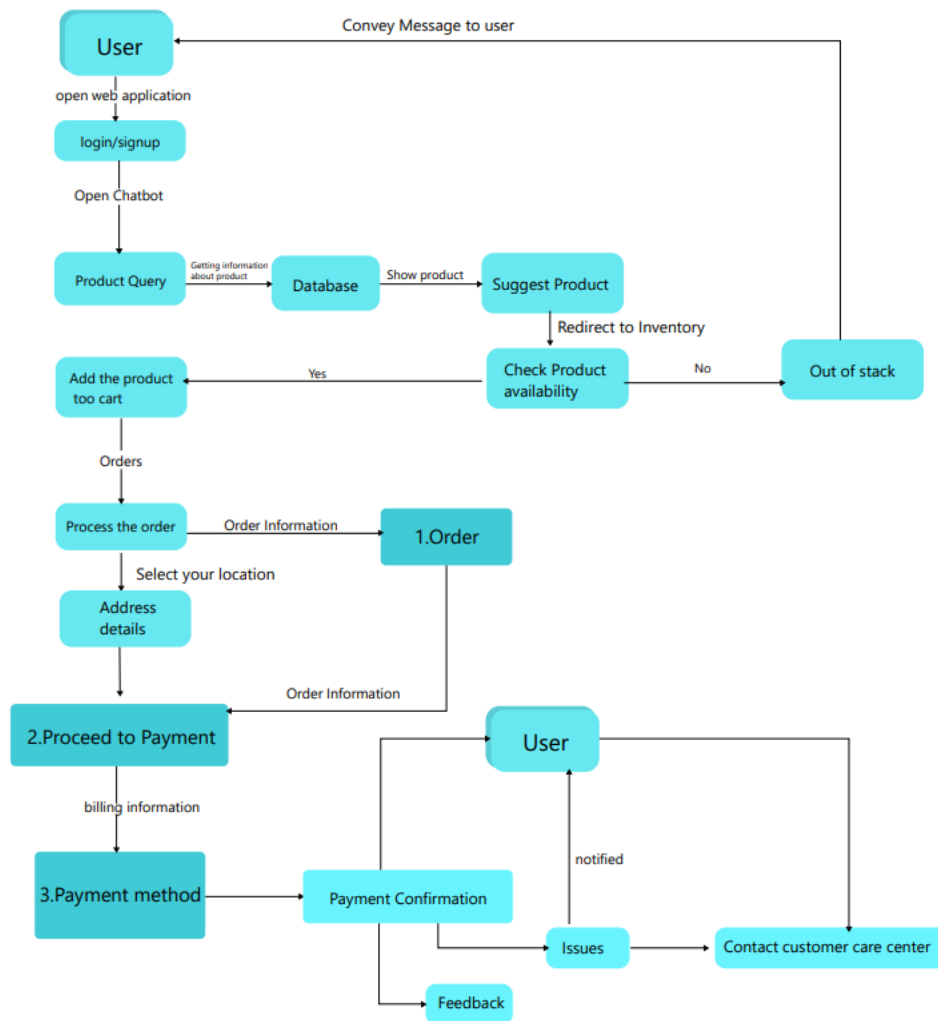 Convey Message to user
User
open web application
login/signup
Open Chatbot
Product Query
Getting information
about product
Database
Show product
Suggest Product
Redirect to Inventory
Add the product
too cart
Yes
Check Product
availability
No
Out of stack
Orders
Process the order
Order Information
1.Order
Select your location
Address
details
Order Information
2.Proceed to Payment
User
billing information
notified
3.Payment method
Payment Confirmation
Issues
Contact customer care center
Feedback